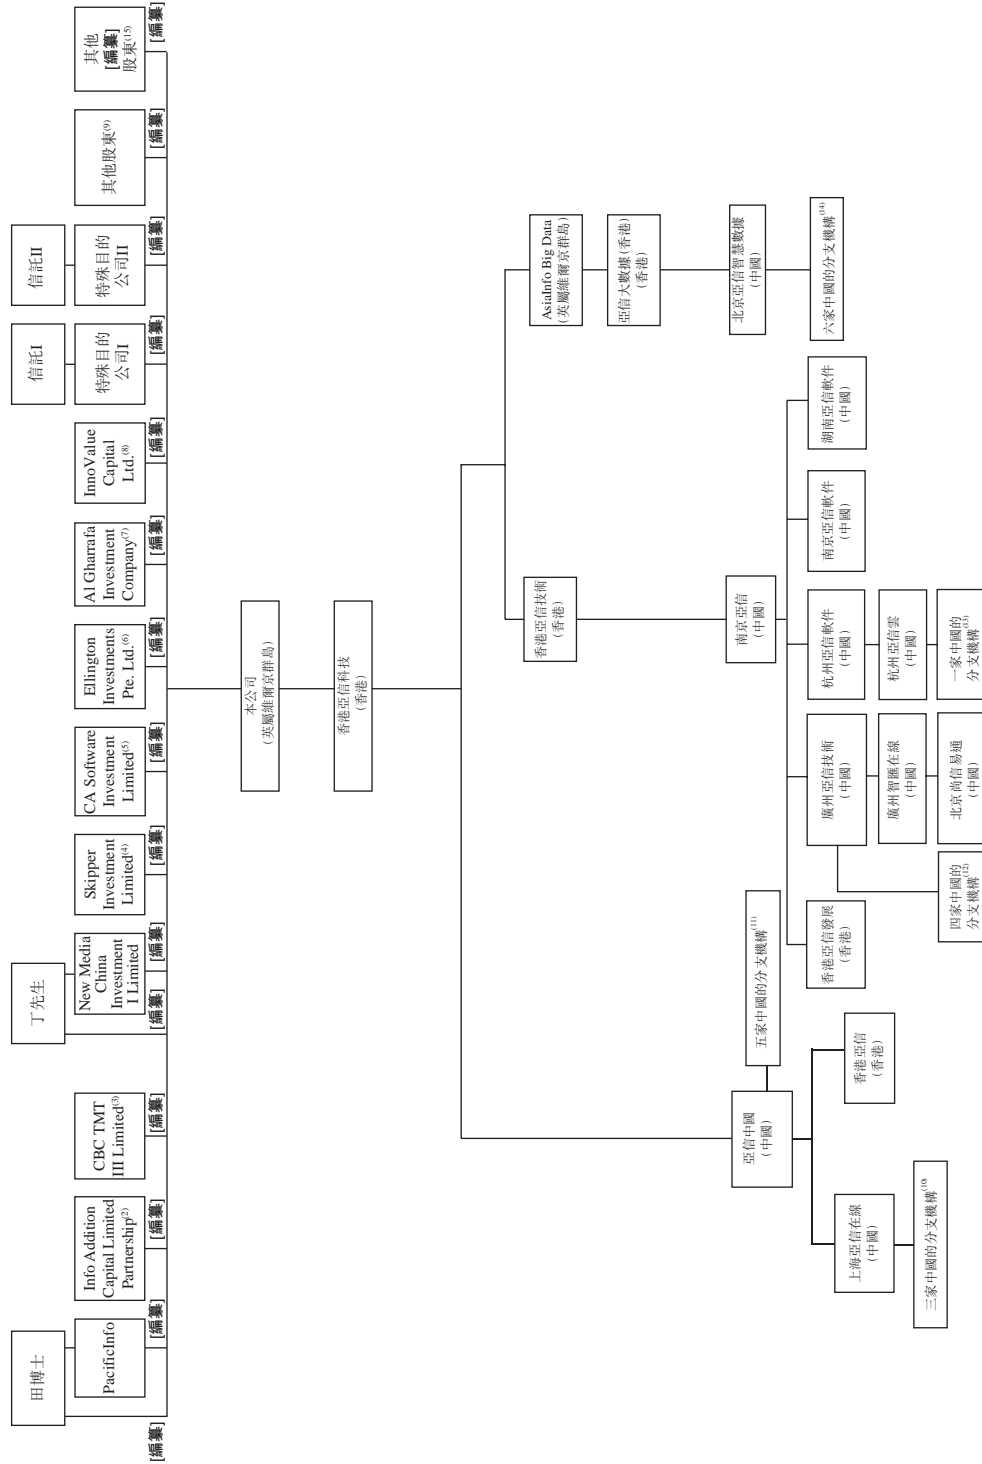 田博士
[編纂]
PacificInfo
[編纂]
Info Addition
Capital Limited
Partnership(2)
[編纂]
CBC TMT
III Limited(3)
[編纂]
丁先生
[編纂]
New Media
China
Investment
I Limited
[編纂]
Skipper
Investment
Limited(4)
[編纂]
CA Software
Investment
Limited(5)
[編纂]
Ellington
Investments
Pte. Ltd.(6)
[編纂]
Al Gharrafa
Investment
Company(7)
[編纂]
InnoValue
Capital
Ltd.(8)
[編纂]
信託I
特殊目的
公司I
[編纂]
信託II
特殊目的
公司II
[編纂]
其他股東(9)
[編纂]
其他
[編纂]
股東(15)
[編纂]
本公司
(英屬維爾京群島)
香港亞信科技
(香港)
亞信中國
(中國)
五家中國的分支機構(11)
上海亞信在線
(中國)
三家中國的分支機構(10)
香港亞信
(香港)
香港亞信技術
(香港)
南京亞信
(中國)
香港亞信發展
(香港)
廣州亞信技術
(中國)
四家中國的
分支機構(12)
廣州智匯在線
(中國)
北京尚信易通
(中國)
杭州亞信軟件
(中國)
杭州亞信雲
(中國)
一家中國的
分支機構(13)
南京亞信軟件
(中國)
湖南亞信軟件
(中國)
AsiaInfo Big Data
(英屬維爾京群島)
亞信大數據(香港)
(香港)
北京亞信智慧數據
(中國)
六家中國的分支機構(14)